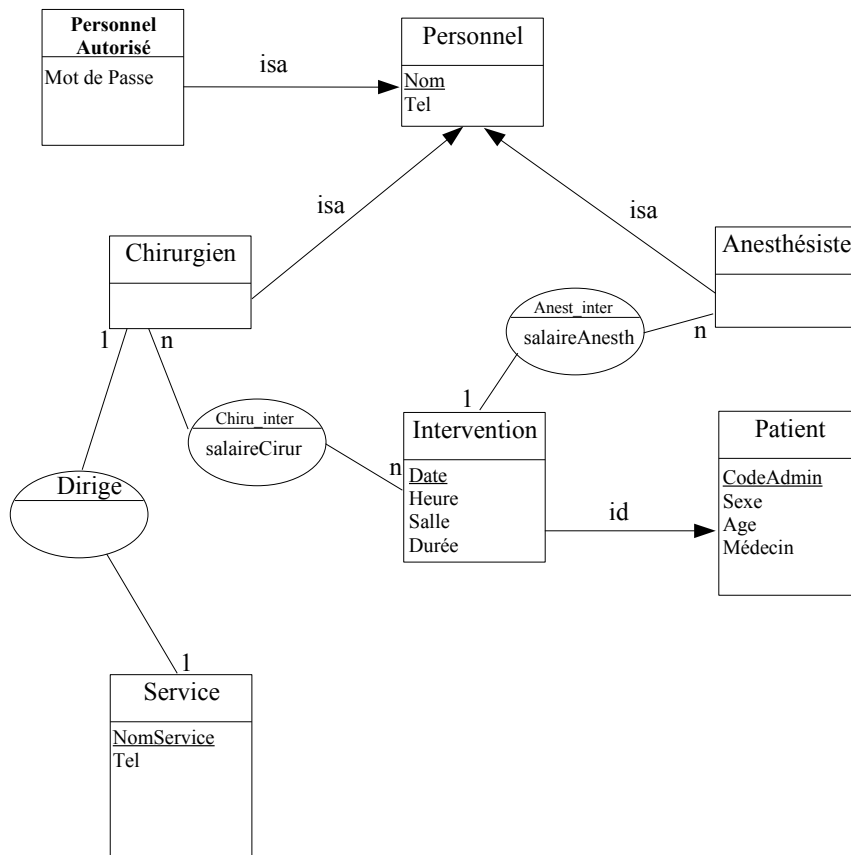 Personnel
Autorisé
Mot de Passe
isa
Personnel
Nom
Tel
isa
isa
Chirurgien
Anesthésiste
Anest_inter
salaireAnesth
1
n
n
1
Chiru_inter
salaireCirur
n
Intervention
Date
Heure
Salle
Durée
id
Patient
CodeAdmin
Sexe
Age
Médecin
Dirige
1
Service
NomService
Tel